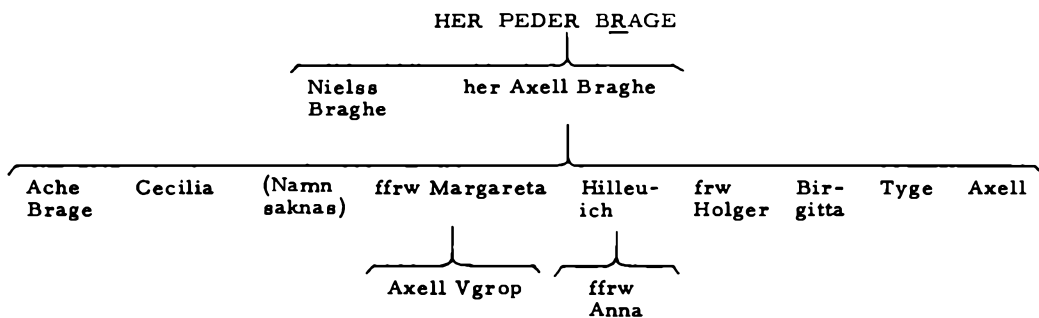 HER PEDER BRAGE
Nielss her Axell Braghe
Braghe
Ache Cecilia (Namn ffrw Margareta Hilleu- frw Bir- Tyge Axell
Brage saknas) ich Holger gitta
Axell Vgrop ffrw
Anna